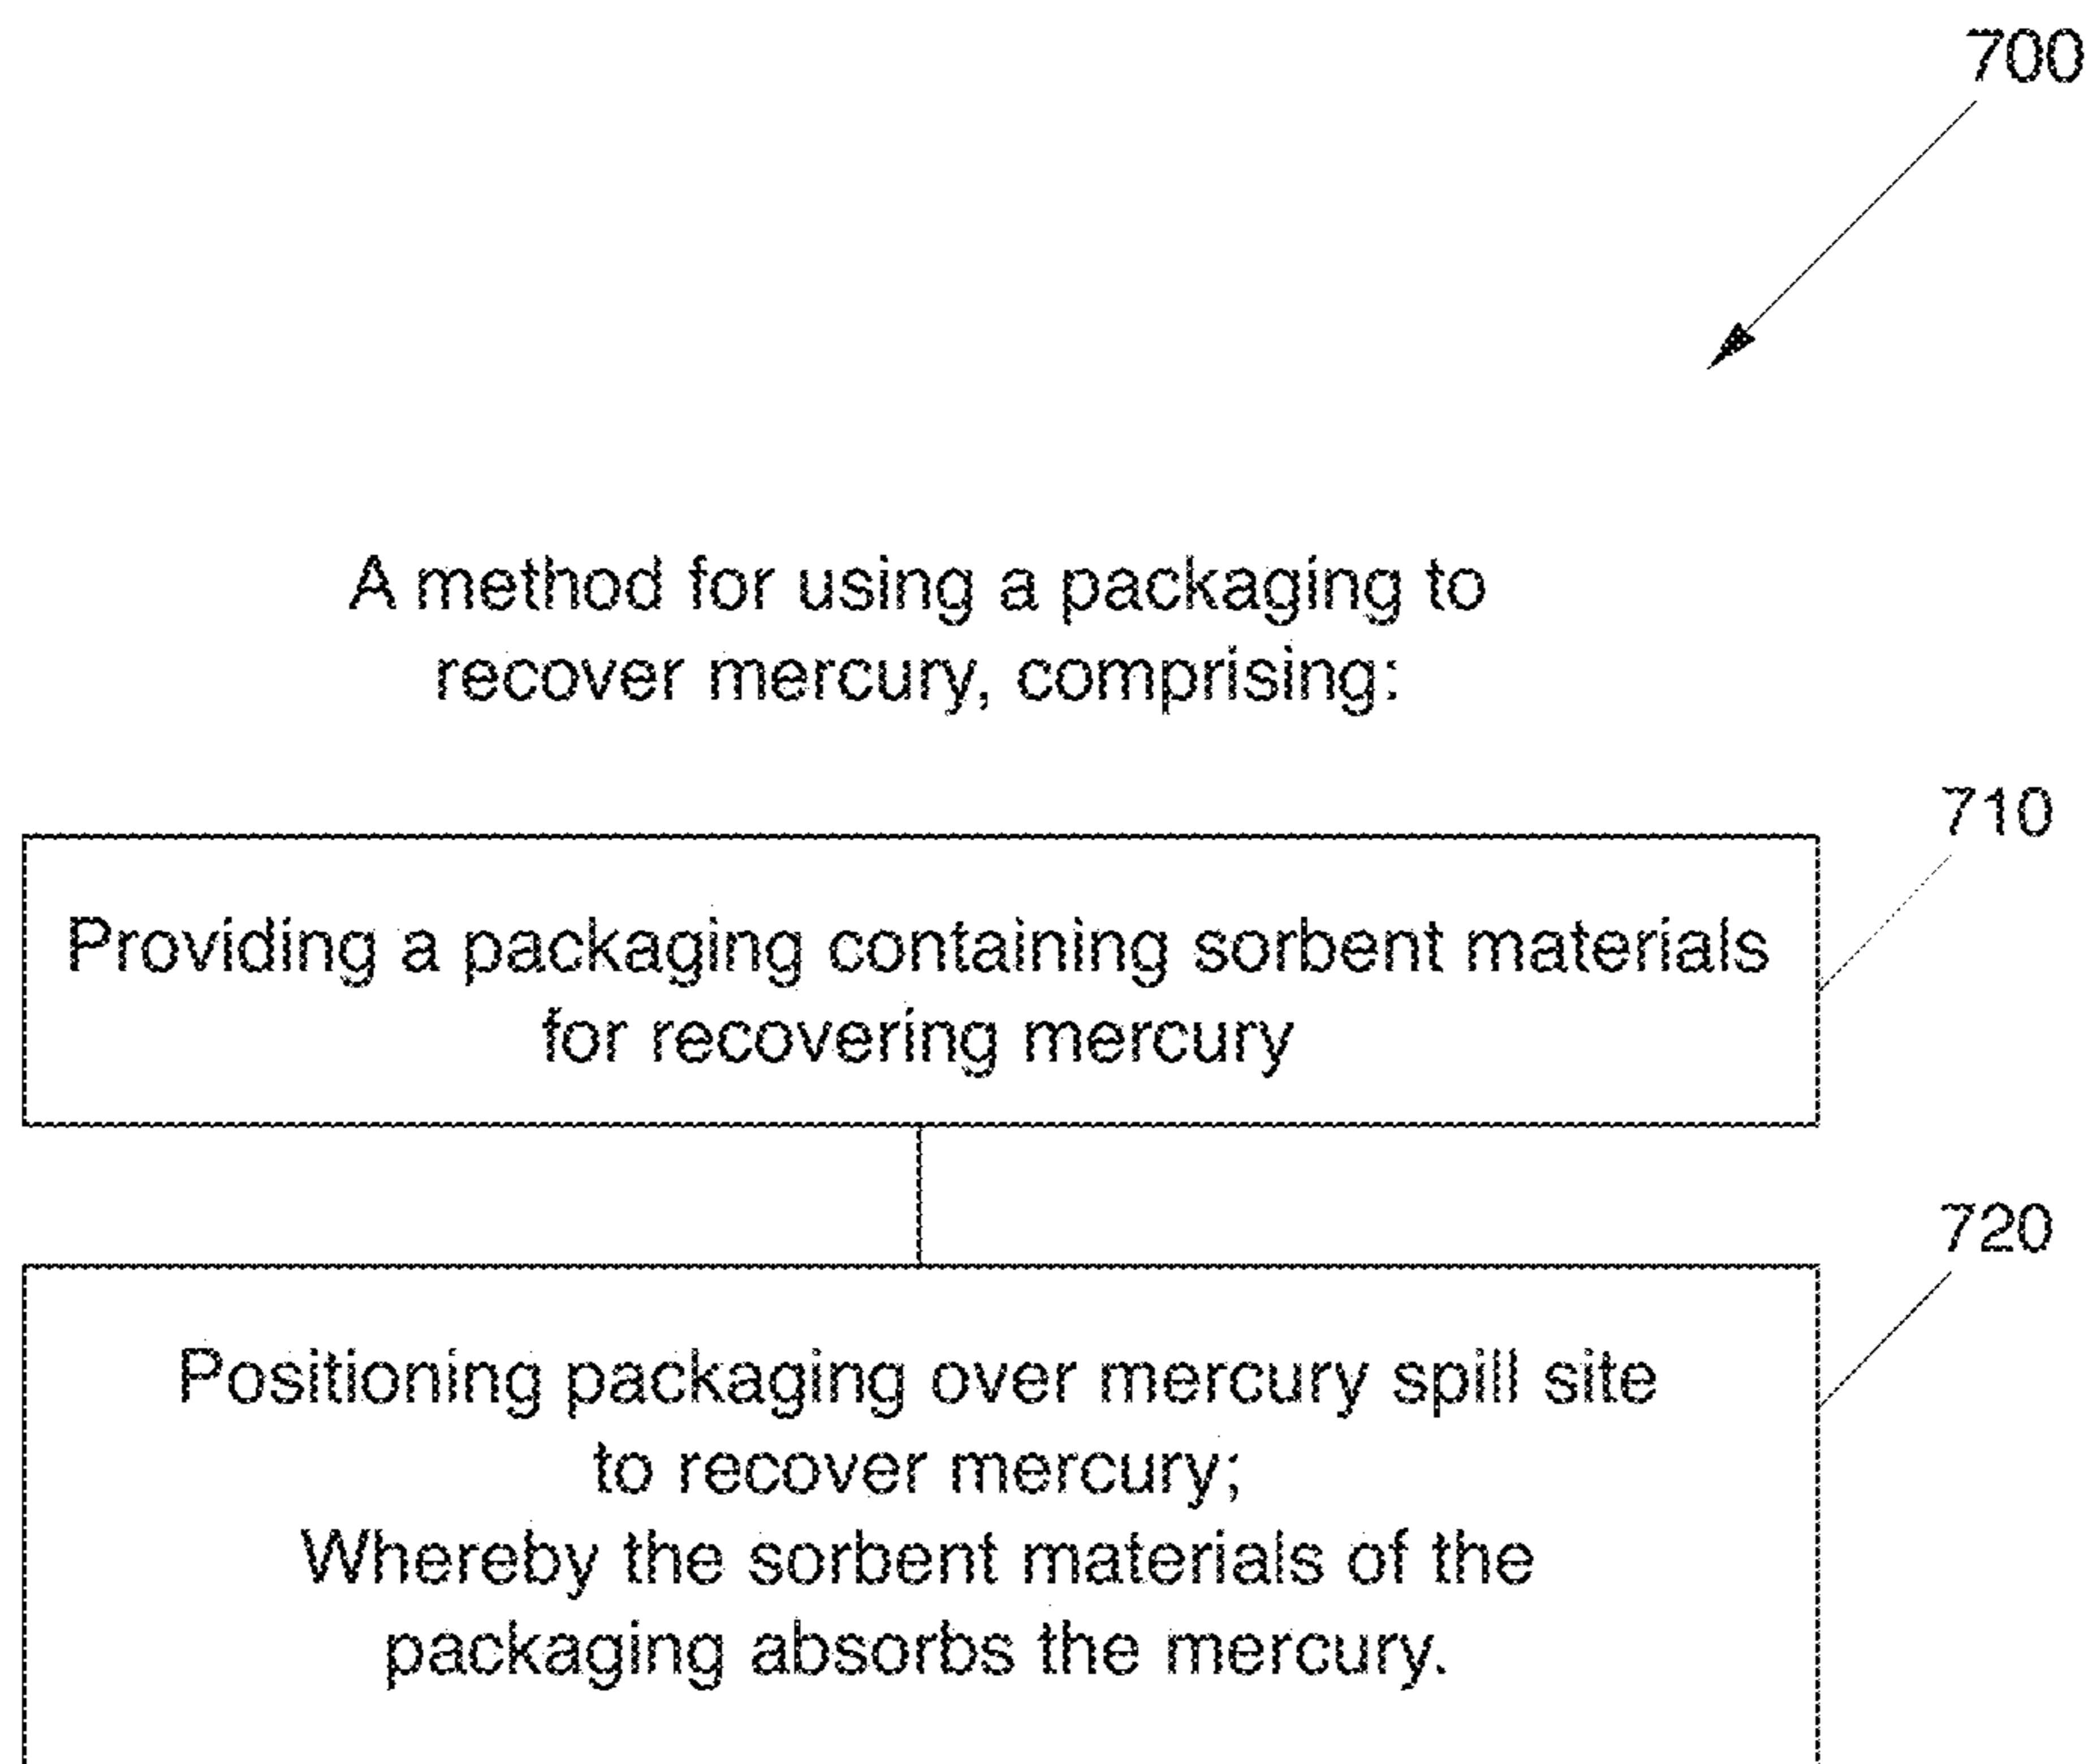 700
A method for using a packaging to
recover mercury, comprising:
710
Providing a packaging containing sorbent materials
for recovering mercury
720
Positioning packaging over mercury spill site
to recover mercury;
Whereby the sorbent materials of the
packaging absorbs the mercury.